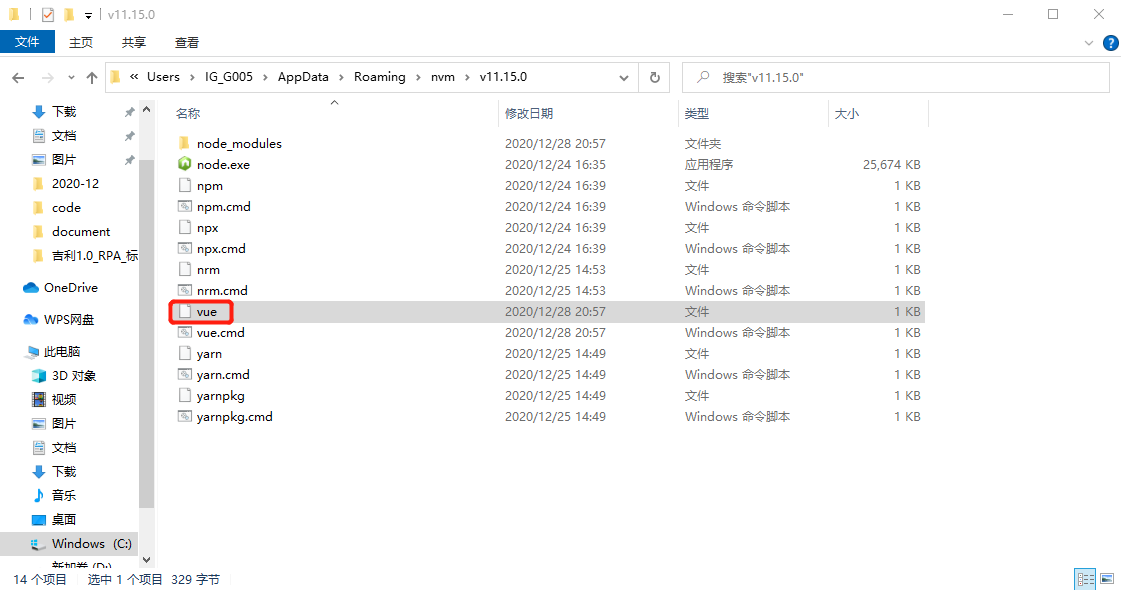 v11.15.0
文件 主页 共享 查看
« Users › IG_G005 › AppData › Roaming › nvm › v11.15.0
搜索"v11.15.0"
下载
文档
图片
2020-12
code
document
吉利1.0_RPA_标
OneDrive
WPS网盘
此电脑
3D 对象
视频
图片
文档
下载
音乐
桌面
Windows (C:)
新加卷 (D:)
名称 修改日期 类型 大小
node_modules 2020/12/28 20:57 文件夹
node.exe 2020/12/24 16:35 应用程序 25,674 KB
npm 2020/12/24 16:39 文件 1 KB
npm.cmd 2020/12/24 16:39 Windows 命令脚本 1 KB
npx 2020/12/24 16:39 文件 1 KB
npx.cmd 2020/12/24 16:39 Windows 命令脚本 1 KB
nrm 2020/12/25 14:53 文件 1 KB
nrm.cmd 2020/12/25 14:53 Windows 命令脚本 1 KB
vue 2020/12/28 20:57 文件 1 KB
vue.cmd 2020/12/28 20:57 Windows 命令脚本 1 KB
yarn 2020/12/25 14:49 文件 1 KB
yarn.cmd 2020/12/25 14:49 Windows 命令脚本 1 KB
yarnpkg 2020/12/25 14:49 文件 1 KB
yarnpkg.cmd 2020/12/25 14:49 Windows 命令脚本 1 KB
14 个项目 选中 1 个项目 329 字节